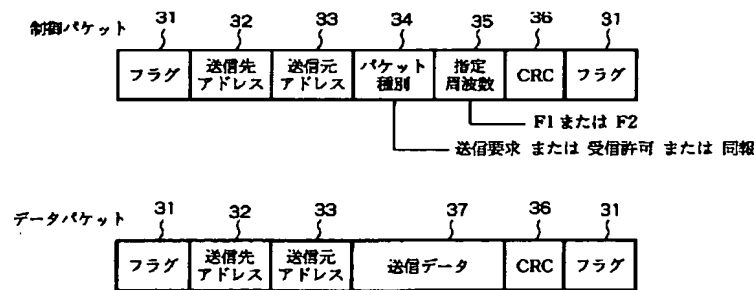 制御パケット
31 32 33 34 35 36 31
フラグ 送信先アドレス 送信元アドレス パケット種別 指定周波数 CRC フラグ
F1 または F2
送信要求 または 受信許可 または 同報
データパケット
31 32 33 37 36 31
フラグ 送信先アドレス 送信元アドレス 送信データ CRC フラグ